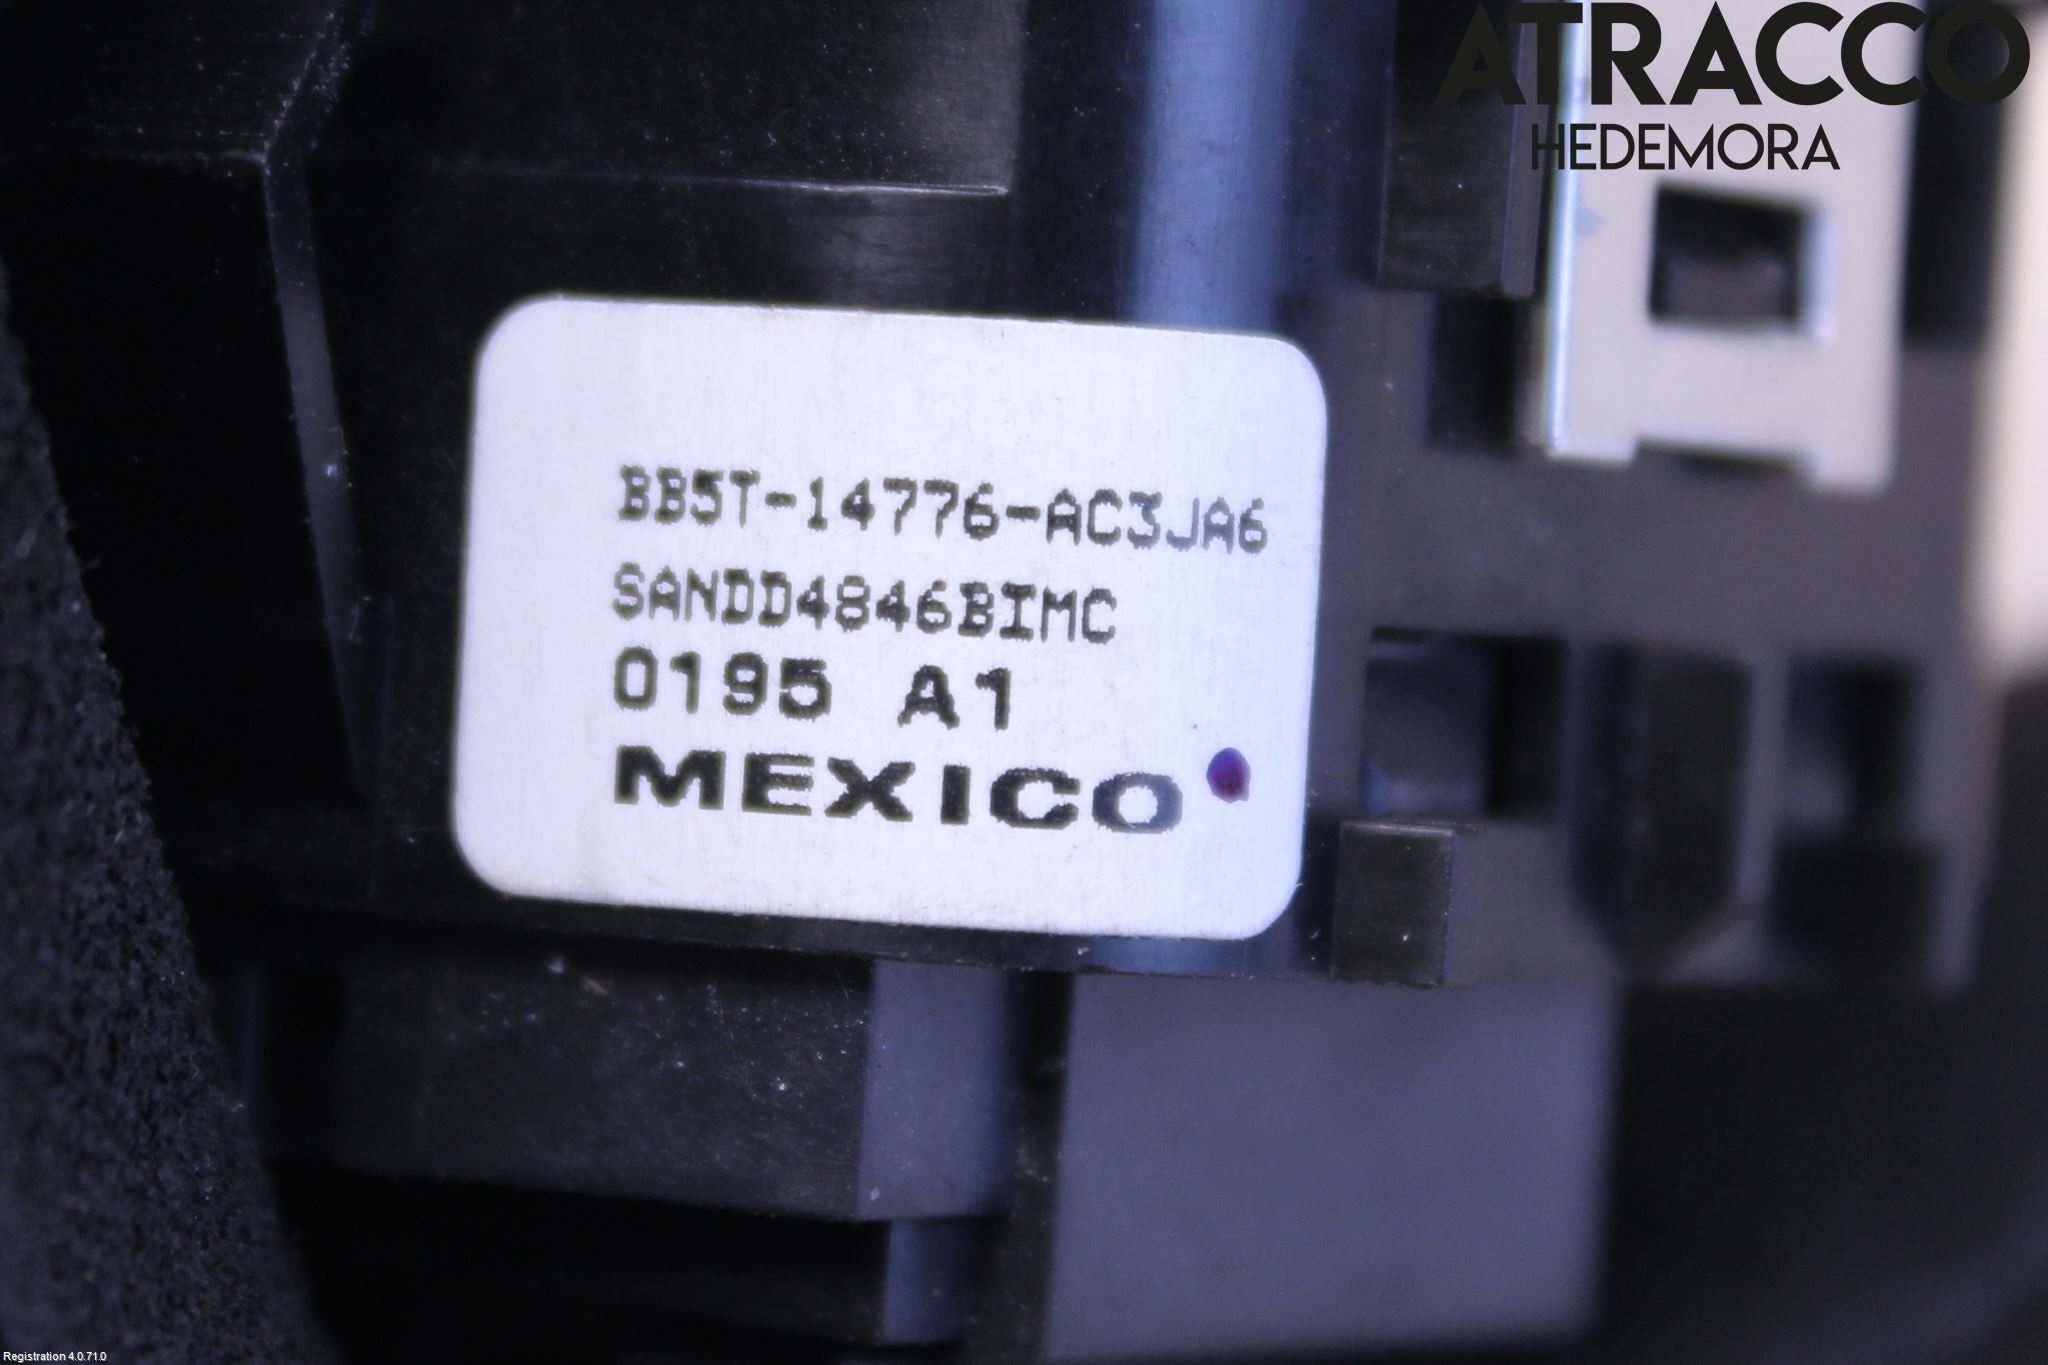 ATRACCO
HEDEMORA
BB5T-14776-AC3JA6
SANDD4846BIMC
0195 A1
MEXICO
Registration 4.0.71.0